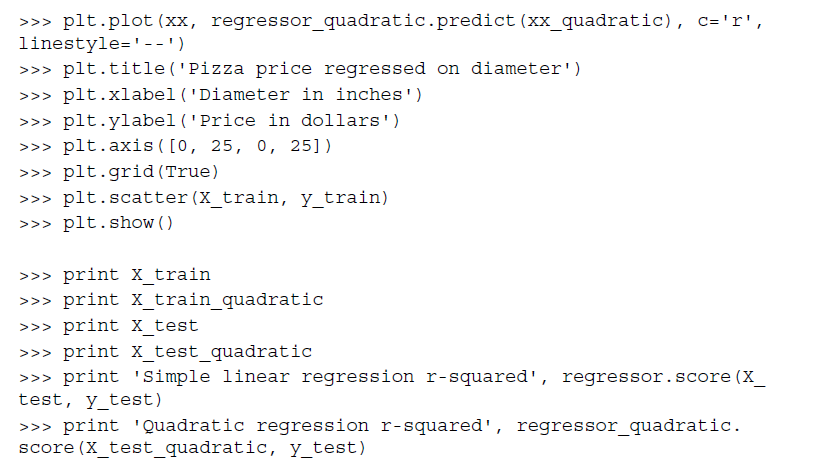 >>> plt.plot(xx, regressor_quadratic.predict(xx_quadratic), c='r',
linestyle='--')
>>> plt.title('Pizza price regressed on diameter')
>>> plt.xlabel('Diameter in inches')
>>> plt.ylabel('Price in dollars')
>>> plt.axis([0, 25, 0, 25])
>>> plt.grid(True)
>>> plt.scatter(X_train, y_train)
>>> plt.show()
>>> print X_train
>>> print X_train_quadratic
>>> print X_test
>>> print X_test_quadratic
>>> print 'Simple linear regression r-squared', regressor.score(X_
test, y_test)
>>> print 'Quadratic regression r-squared', regressor_quadratic.
score(X_test_quadratic, y_test)